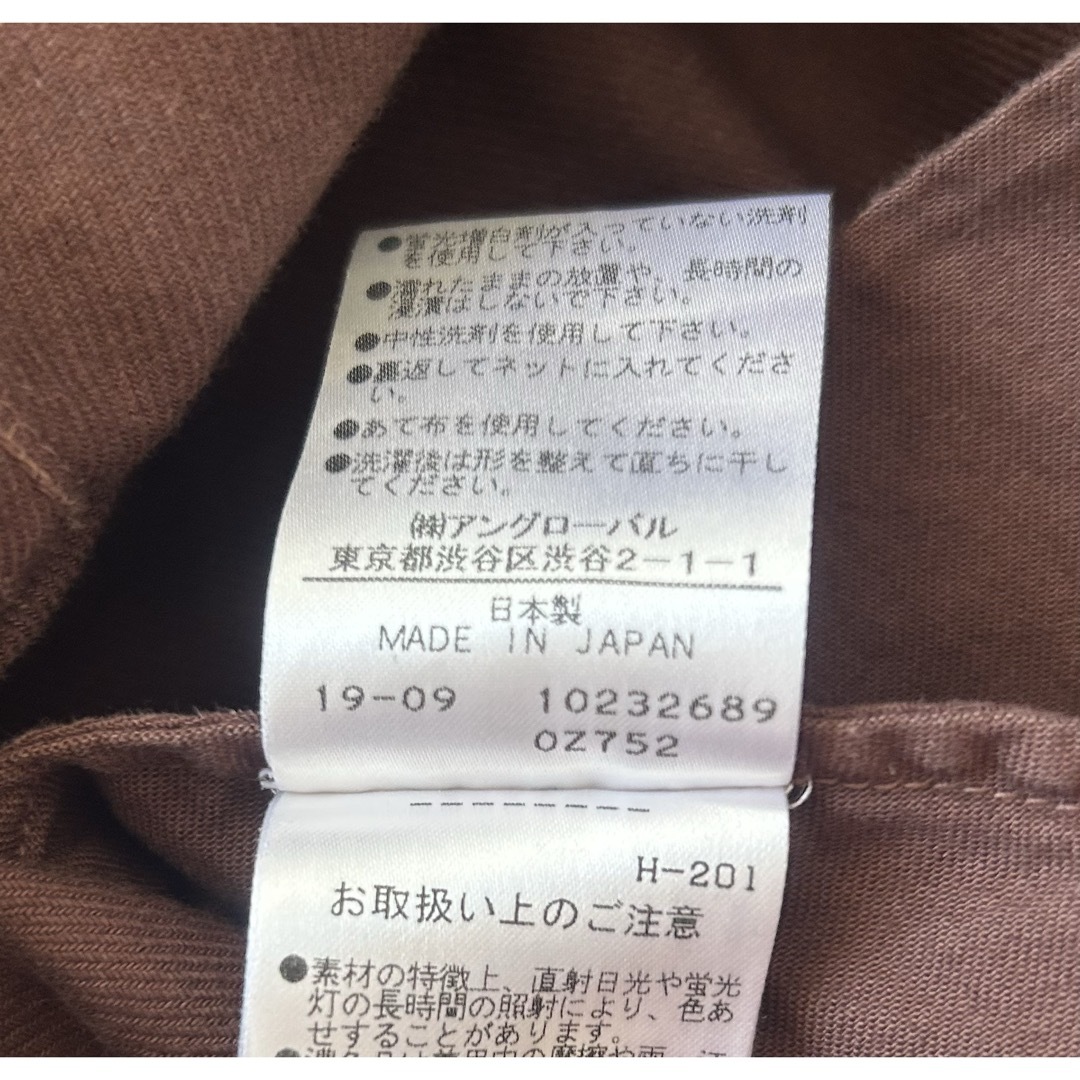 ●蛍光増白剤が入っていない洗剤
を使用して下さい。
●濡れたままの放置や、長時間の
浸漬はしないで下さい。
●中性洗剤を使用して下さい。
●裏返してネットに入れてくださ
い。
●あて布を使用してください。
●洗濯後は形を整えて直ちに干し
てください。
㈱アングローバル
東京都渋谷区渋谷2-1-1
日本製
MADE IN JAPAN
19-09 10232689
0Z752
---------
H-201
お取扱い上のご注意
●素材の特徴上、直射日光や蛍光
灯の長時間の照射により、色あ
せすることがあります。